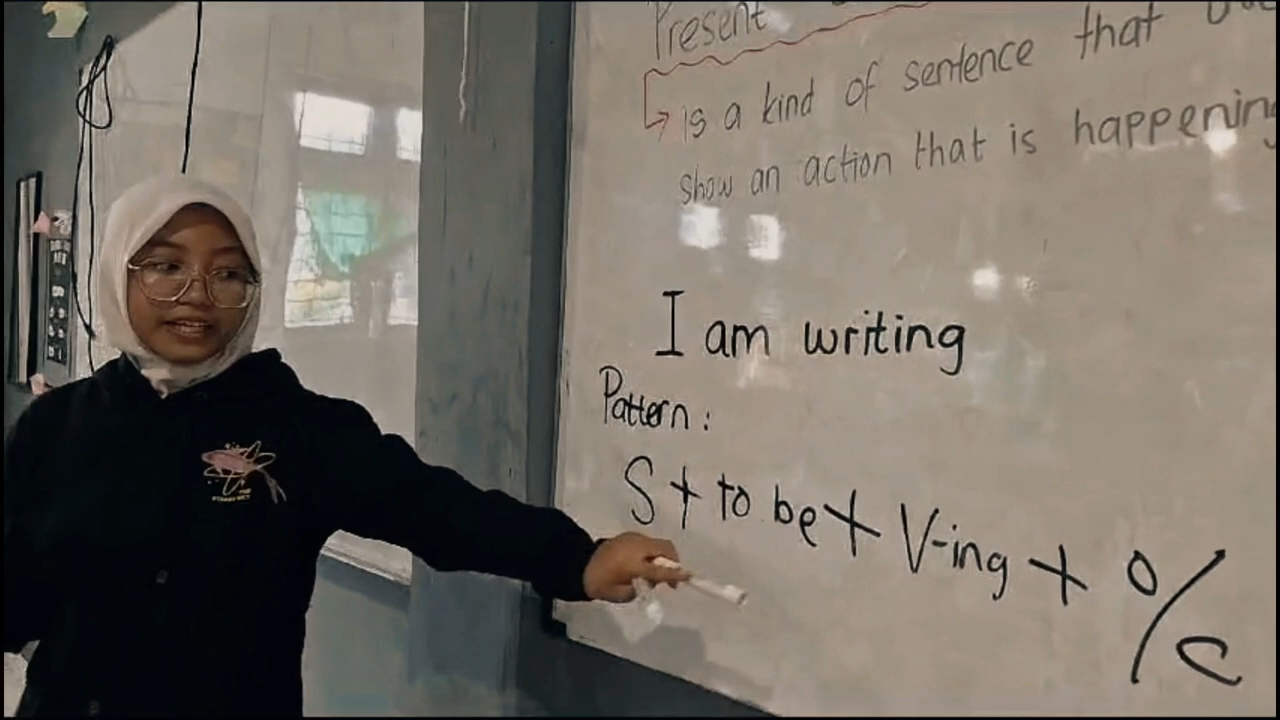 Present
is a kind of sentence that
show an action that is happening
I am writing
Pattern :
S + to be + V-ing + O/C